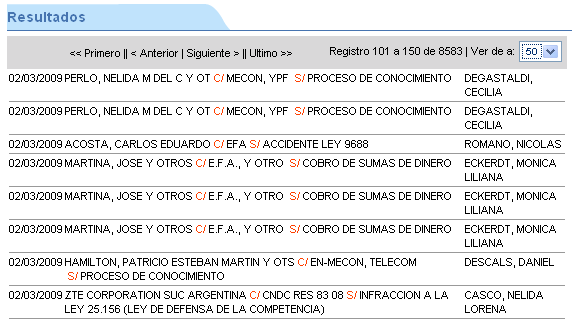 Resultados
<< Primero || < Anterior | Siguiente > || Ultimo >> Registro 101 a 150 de 8583 | Ver de a: 50
02/03/2009 PERLO, NELIDA M DEL C Y OT C/ MECON, YPF S/ PROCESO DE CONOCIMIENTO DEGASTALDI,
CECILIA
02/03/2009 PERLO, NELIDA M DEL C Y OT C/ MECON, YPF S/ PROCESO DE CONOCIMIENTO DEGASTALDI,
CECILIA
02/03/2009 ACOSTA, CARLOS EDUARDO C/ EFA S/ ACCIDENTE LEY 9688 ROMANO, NICOLAS
02/03/2009 MARTINA, JOSE Y OTROS C/ E.F.A., Y OTRO S/ COBRO DE SUMAS DE DINERO ECKERDT, MONICA
LILIANA
02/03/2009 MARTINA, JOSE Y OTROS C/ E.F.A., Y OTRO S/ COBRO DE SUMAS DE DINERO ECKERDT, MONICA
LILIANA
02/03/2009 MARTINA, JOSE Y OTROS C/ E.F.A., Y OTRO S/ COBRO DE SUMAS DE DINERO ECKERDT, MONICA
LILIANA
02/03/2009 HAMILTON, PATRICIO ESTEBAN MARTIN Y OTS C/ EN-MECON, TELECOM DESCALS, DANIEL
S/ PROCESO DE CONOCIMIENTO
02/03/2009 ZTE CORPORATION SUC ARGENTINA C/ CNDC RES 83 08 S/ INFRACCION A LA CASCO, NELIDA
LEY 25.156 (LEY DE DEFENSA DE LA COMPETENCIA) LORENA